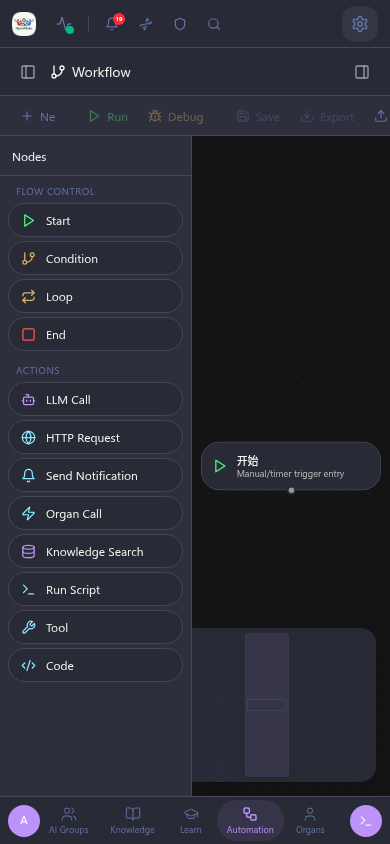 19
Workflow
Ne
Run
Debug
Save
Export
Nodes
FLOW CONTROL
Start
Condition
Loop
End
ACTIONS
LLM Call
HTTP Request
Send Notification
Organ Call
Knowledge Search
Run Script
Tool
Code
开始
Manual/timer trigger entry
A
AI Groups
Knowledge
Learn
Automation
Organs